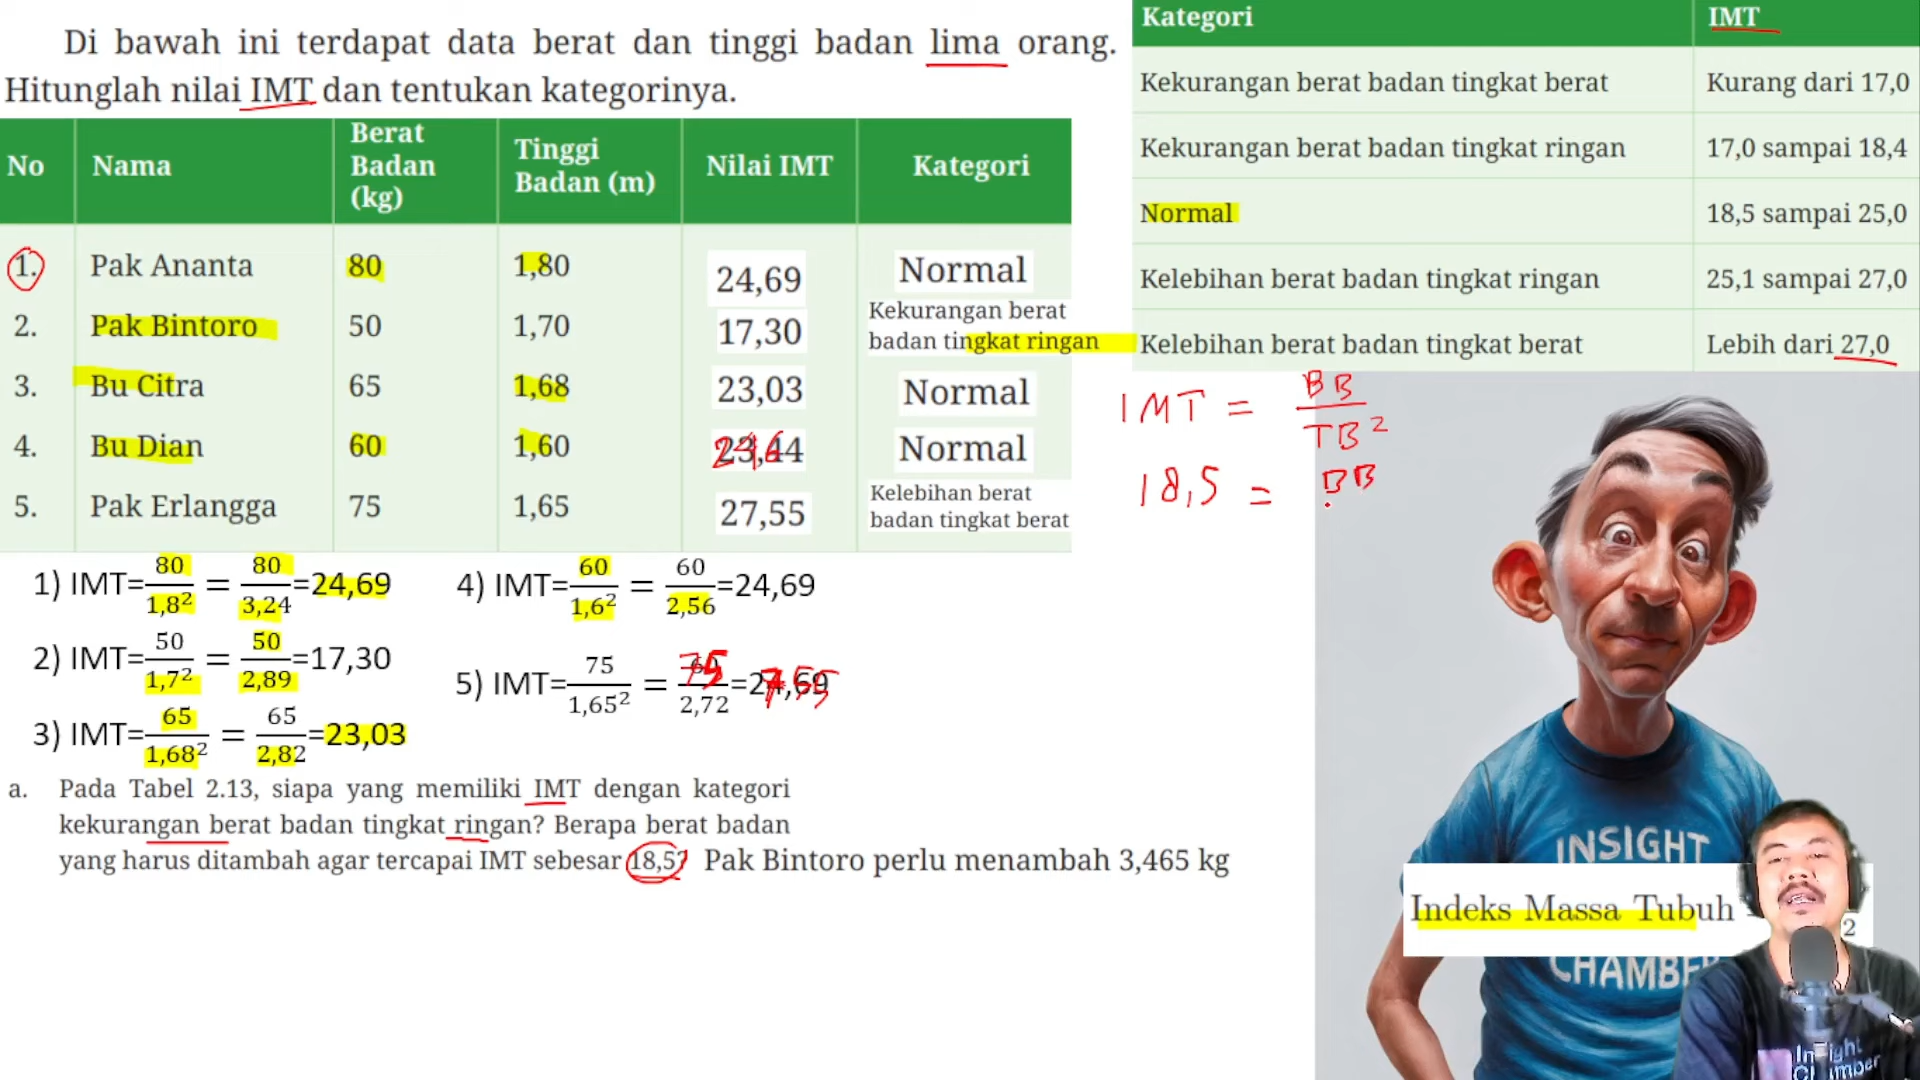 Di bawah ini terdapat data berat dan tinggi badan lima orang.
Hitunglah nilai IMT dan tentukan kategorinya.
No Nama Berat Badan (kg) Tinggi Badan (m) Nilai IMT Kategori
1. Pak Ananta 80 1,80 24,69 Normal
2. Pak Bintoro 50 1,70 17,30 Kekurangan berat badan tingkat ringan
3. Bu Citra 65 1,68 23,03 Normal
4. Bu Dian 60 1,60 23,44 Normal
5. Pak Erlangga 75 1,65 27,55 Kelebihan berat badan tingkat berat
Kategori IMT
Kekurangan berat badan tingkat berat Kurang dari 17,0
Kekurangan berat badan tingkat ringan 17,0 sampai 18,4
Normal 18,5 sampai 25,0
Kelebihan berat badan tingkat ringan 25,1 sampai 27,0
Kelebihan berat badan tingkat berat Lebih dari 27,0
IMT = BB/TB²
18,5 = BB
1) IMT=80/1,8² = 80/3,24=24,69
2) IMT=50/1,7² = 50/2,89=17,30
3) IMT=65/1,68² = 65/2,82=23,03
4) IMT=60/1,6² = 60/2,56=24,69
5) IMT=75/1,65² = 75/2,72=24,69
a. Pada Tabel 2.13, siapa yang memiliki IMT dengan kategori
kekurangan berat badan tingkat ringan? Berapa berat badan
yang harus ditambah agar tercapai IMT sebesar 18,5? Pak Bintoro perlu menambah 3,465 kg
INSIGHT
Indeks Massa Tubuh
2